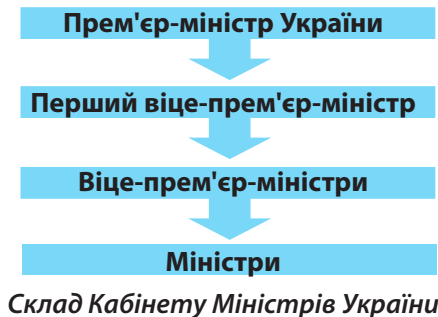 Прем'єр-міністр України
Перший віце-прем'єр-міністр
Віце-прем'єр-міністри
Міністри
Склад Кабінету Міністрів України